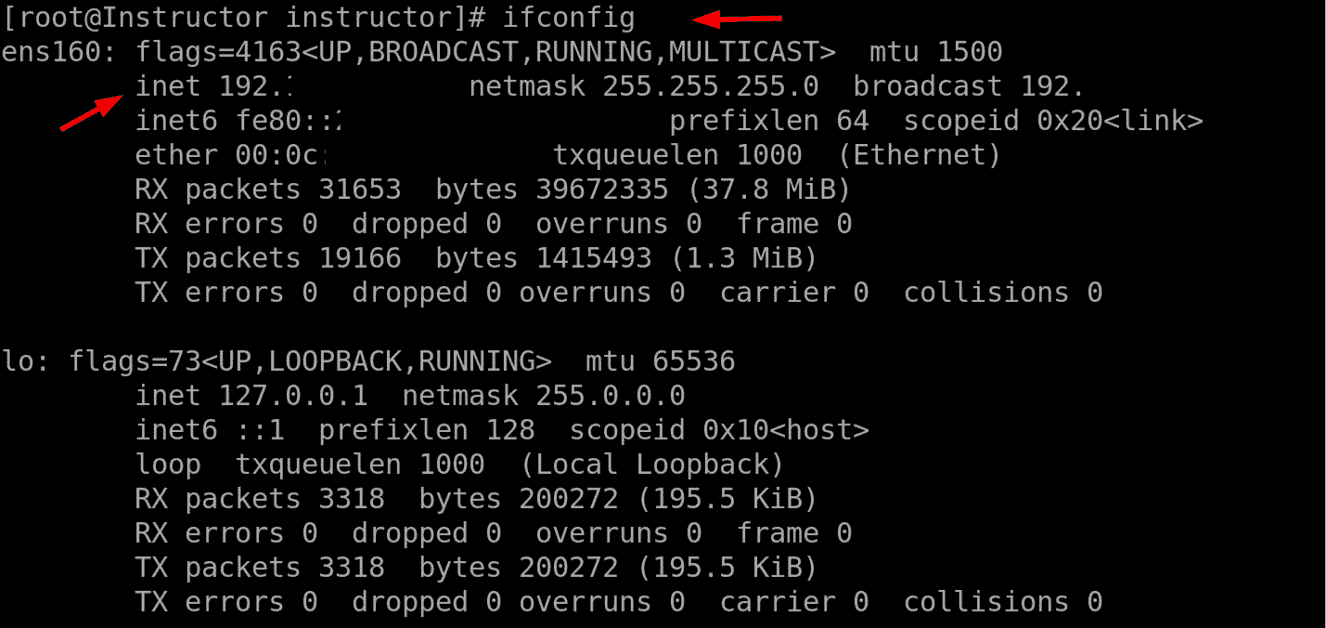 [root@Instructor instructor]# ifconfig
ens160: flags=4163<UP,BROADCAST,RUNNING,MULTICAST>  mtu 1500
        inet 192.        netmask 255.255.255.0  broadcast 192.
        inet6 fe80::        prefixlen 64  scopeid 0x20<link>
        ether 00:0c        txqueuelen 1000  (Ethernet)
        RX packets 31653  bytes 39672335 (37.8 MiB)
        RX errors 0  dropped 0  overruns 0  frame 0
        TX packets 19166  bytes 1415493 (1.3 MiB)
        TX errors 0  dropped 0 overruns 0  carrier 0  collisions 0
lo: flags=73<UP,LOOPBACK,RUNNING>  mtu 65536
        inet 127.0.0.1  netmask 255.0.0.0
        inet6 ::1  prefixlen 128  scopeid 0x10<host>
        loop  txqueuelen 1000  (Local Loopback)
        RX packets 3318  bytes 200272 (195.5 KiB)
        RX errors 0  dropped 0  overruns 0  frame 0
        TX packets 3318  bytes 200272 (195.5 KiB)
        TX errors 0  dropped 0 overruns 0  carrier 0  collisions 0